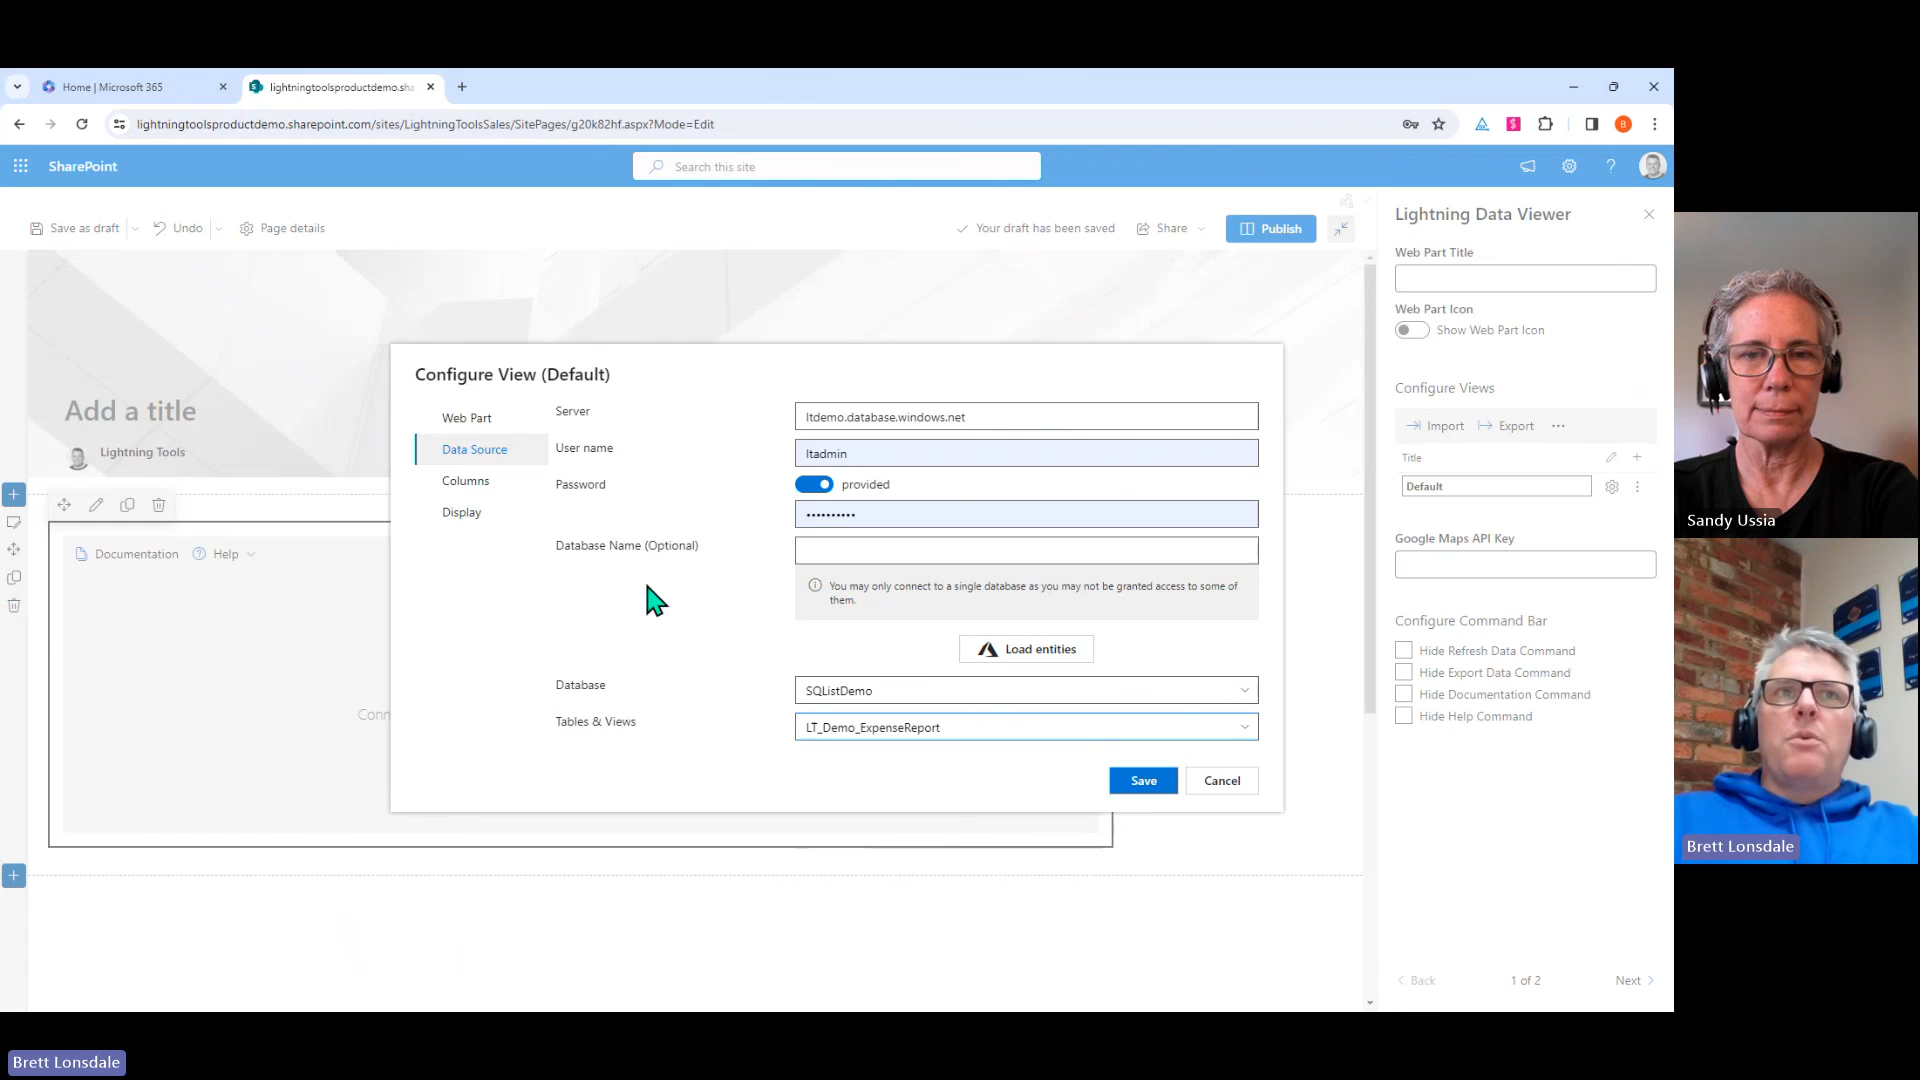 Home | Microsoft 365
lightningtoolsproductdemo.sha
lightningtoolsproductdemo.sharepoint.com/sites/LightningToolsSales/SitePages/g20k82hf.aspx?Mode=Edit
B
SharePoint
Search this site
Save as draft
Undo
Page details
Your draft has been saved
Share
Publish
Add a title
Lightning Tools
Documentation
Help
Conn
Configure View (Default)
Web Part
Data Source
Columns
Display
Server
ltdemo.database.windows.net
User name
ltadmin
Password
provided
Database Name (Optional)
You may only connect to a single database as you may not be granted access to some of
them.
Load entities
Database
SQListDemo
Tables & Views
LT_Demo_ExpenseReport
Save
Cancel
Lightning Data Viewer
Web Part Title
Web Part Icon
Show Web Part Icon
Configure Views
Import
Export
Title
Default
Google Maps API Key
Configure Command Bar
Hide Refresh Data Command
Hide Export Data Command
Hide Documentation Command
Hide Help Command
Back
1 of 2
Next
Sandy Ussia
Brett Lonsdale
Brett Lonsdale